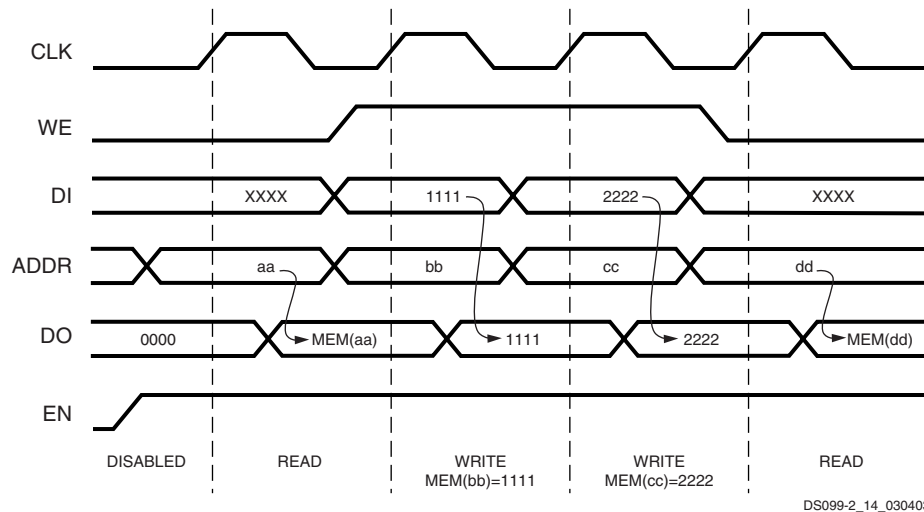 CLK
WE
DI XXXX 1111 2222 XXXX
ADDR aa bb cc dd
DO 0000 MEM(aa) 1111 2222 MEM(dd)
EN
DISABLED READ WRITE WRITE READ
MEM(bb)=1111 MEM(cc)=2222